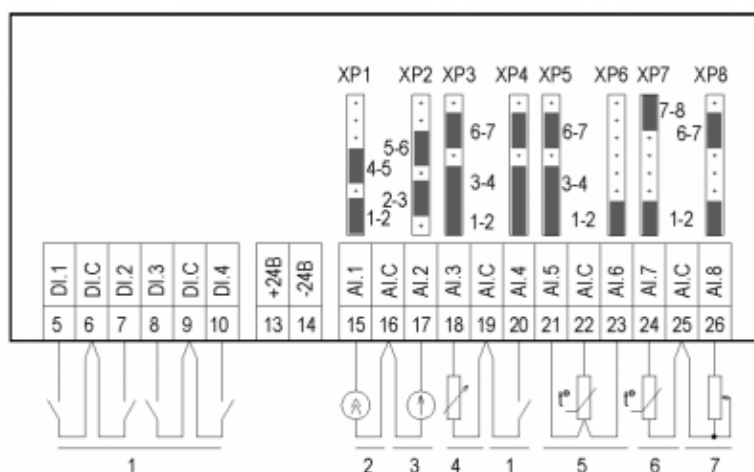 XP1 XP2 XP3 XP4 XP5 XP6 XP7 XP8
7-8
6-7 6-7 6-7
5-6
4-5
3-4 3-4
2-3
1-2 1-2 1-2 1-2
DI.1 DI.C DI.2 DI.3 DI.C DI.4 +24В -24В AI.1 AI.C AI.2 AI.3 AI.C AI.4 AI.5 AI.C AI.6 AI.7 AI.C AI.8
5 6 7 8 9 10 13 14 15 16 17 18 19 20 21 22 23 24 25 26
t° t°
1 2 3 4 1 5 6 7